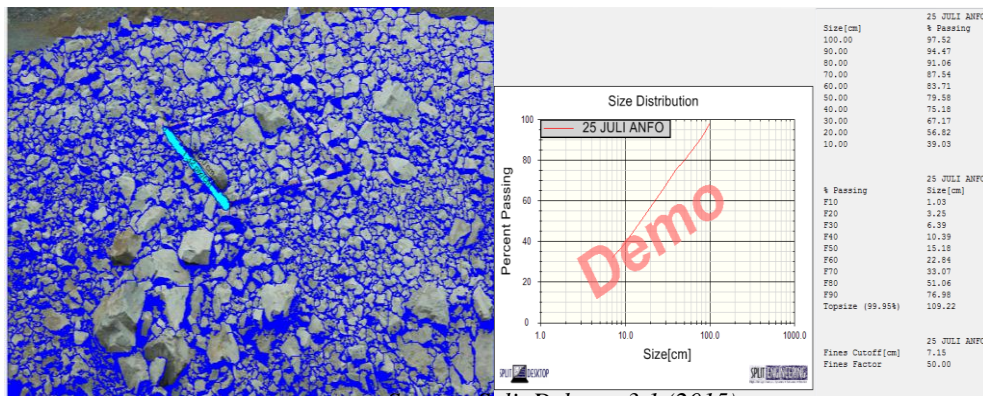 Size Distribution
25 JULI ANFO
100
80
60
40
20
0
Percent Passing
1.0 10.0 100.0 1000.0
Size[cm]
Demo
SPLIT DESKTOP
SPLIT ENGINEERING
25 JULI ANFO
Size[cm] % Passing
100.00 97.52
90.00 94.47
80.00 91.06
70.00 87.54
60.00 83.71
50.00 79.58
40.00 75.18
30.00 67.17
20.00 56.82
10.00 39.03
25 JULI ANFO
% Passing Size[cm]
F10 1.03
F20 3.25
F30 6.39
F40 10.39
F50 15.18
F60 22.84
F70 33.07
F80 51.06
F90 76.98
Topsize (99.95%) 109.22
25 JULI ANFO
Fines Cutoff[cm] 7.15
Fines Factor 50.00
3.1 (2015)